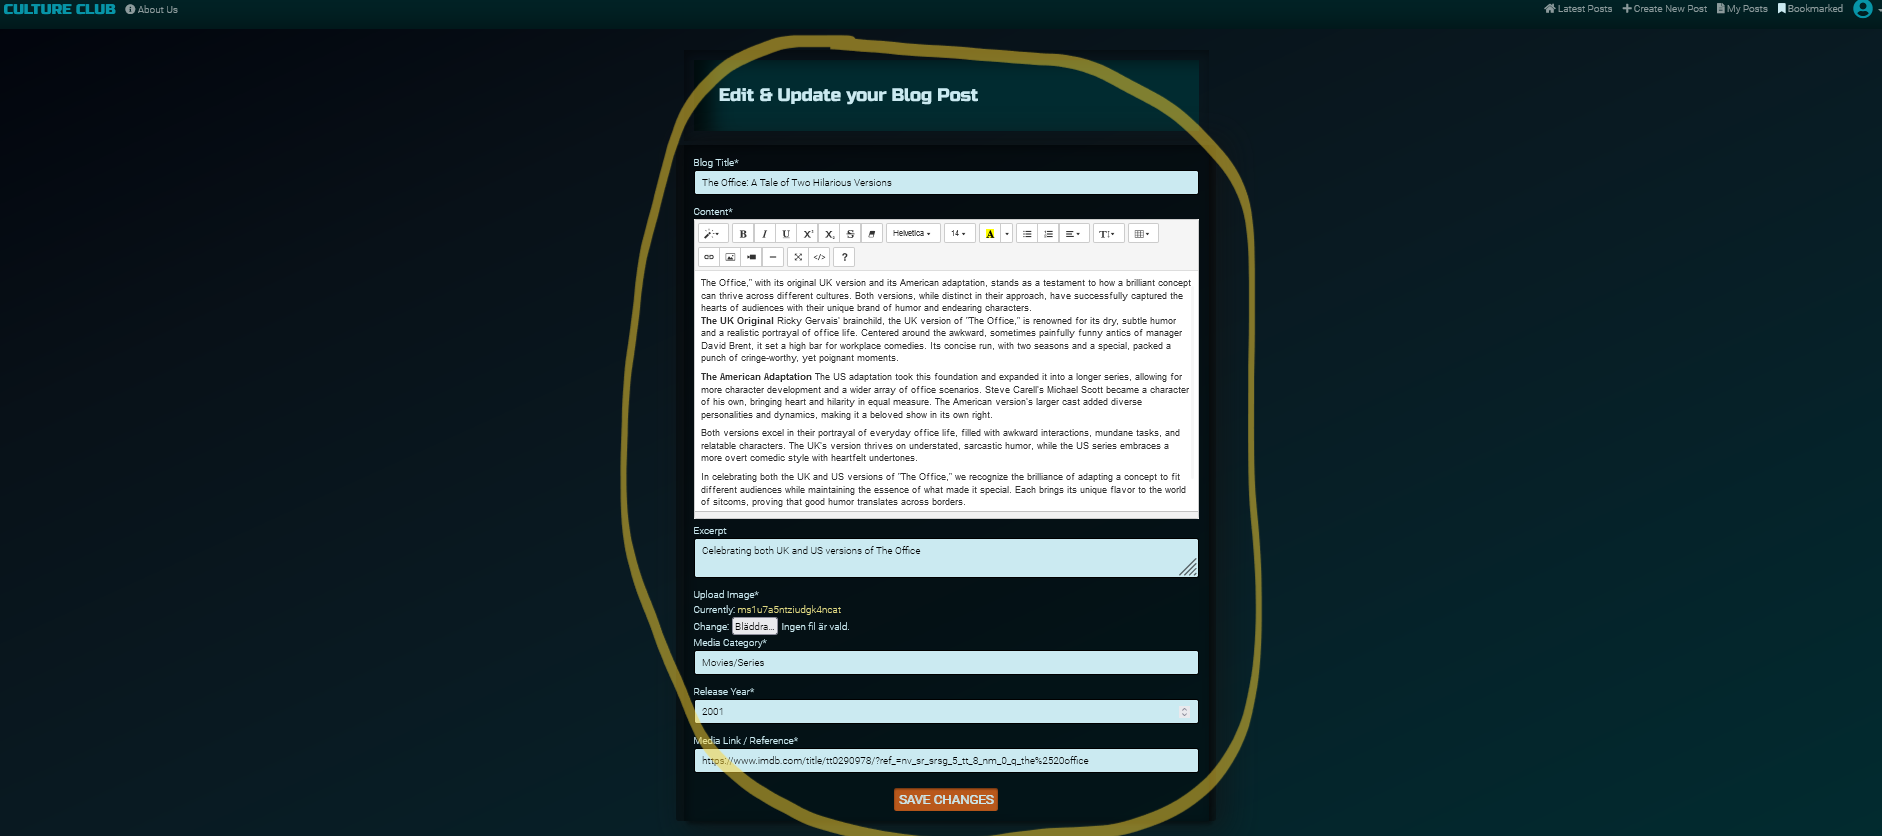 CULTURE CLUB About Us Latest Posts Create New Post My Posts Bookmarked
Edit & Update your Blog Post
Blog Title*
The Office: A Tale of Two Hilarious Versions
Content*
B I U X¹ X, S Helvetica 14 A T
</> ?
The Office," with its original UK version and its American adaptation, stands as a testament to how a brilliant concept
can thrive across different cultures. Both versions, while distinct in their approach, have successfully captured the
hearts of audiences with their unique brand of humor and endearing characters.
The UK Original Ricky Gervais' brainchild, the UK version of "The Office," is renowned for its dry, subtle humor
and a realistic portrayal of office life. Centered around the awkward, sometimes painfully funny antics of manager
David Brent, it set a high bar for workplace comedies. Its concise run, with two seasons and a special, packed a
punch of cringe-worthy, yet poignant moments.
The American Adaptation The US adaptation took this foundation and expanded it into a longer series, allowing for
more character development and a wider array of office scenarios. Steve Carell's Michael Scott became a character
of his own, bringing heart and hilarity in equal measure. The American version's larger cast added diverse
personalities and dynamics, making it a beloved show in its own right.
Both versions excel in their portrayal of everyday office life, filled with awkward interactions, mundane tasks, and
relatable characters. The UK's version thrives on understated, sarcastic humor, while the US series embraces a
more overt comedic style with heartfelt undertones.
In celebrating both the UK and US versions of "The Office," we recognize the brilliance of adapting a concept to fit
different audiences while maintaining the essence of what made it special. Each brings its unique flavor to the world
of sitcoms, proving that good humor translates across borders.
Excerpt
Celebrating both UK and US versions of The Office
Upload Image*
Currently: ms1u7a5ntziudgk4ncat
Change: Bläddra... Ingen fil är vald.
Media Category*
Movies/Series
Release Year*
2001
Media Link / Reference*
https://www.imdb.com/title/tt0290978/?ref_=nv_sr_srsg_5_tt_8_nm_0_q_the%2520office
SAVE CHANGES